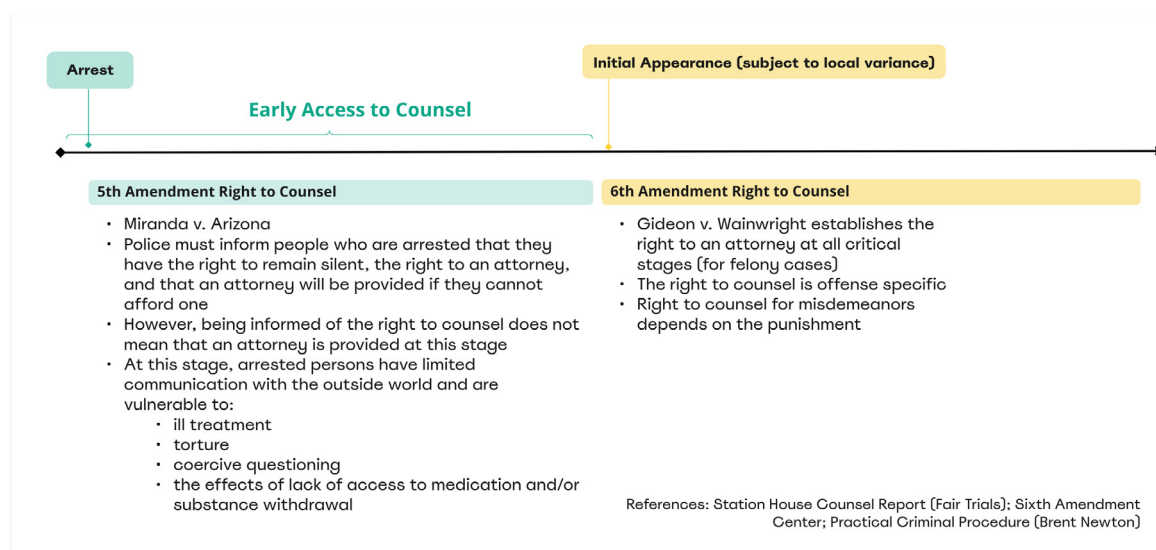 Arrest
Initial Appearance (subject to local variance)
Early Access to Counsel
5th Amendment Right to Counsel
• Miranda v. Arizona
• Police must inform people who are arrested that they
have the right to remain silent, the right to an attorney,
and that an attorney will be provided if they cannot
afford one
• However, being informed of the right to counsel does not
mean that an attorney is provided at this stage
• At this stage, arrested persons have limited
communication with the outside world and are
vulnerable to:
• ill treatment
• torture
• coercive questioning
• the effects of lack of access to medication and/or
substance withdrawal
6th Amendment Right to Counsel
• Gideon v. Wainwright establishes the
right to an attorney at all critical
stages (for felony cases)
• The right to counsel is offense specific
• Right to counsel for misdemeanors
depends on the punishment
References: Station House Counsel Report (Fair Trials); Sixth Amendment
Center; Practical Criminal Procedure (Brent Newton)